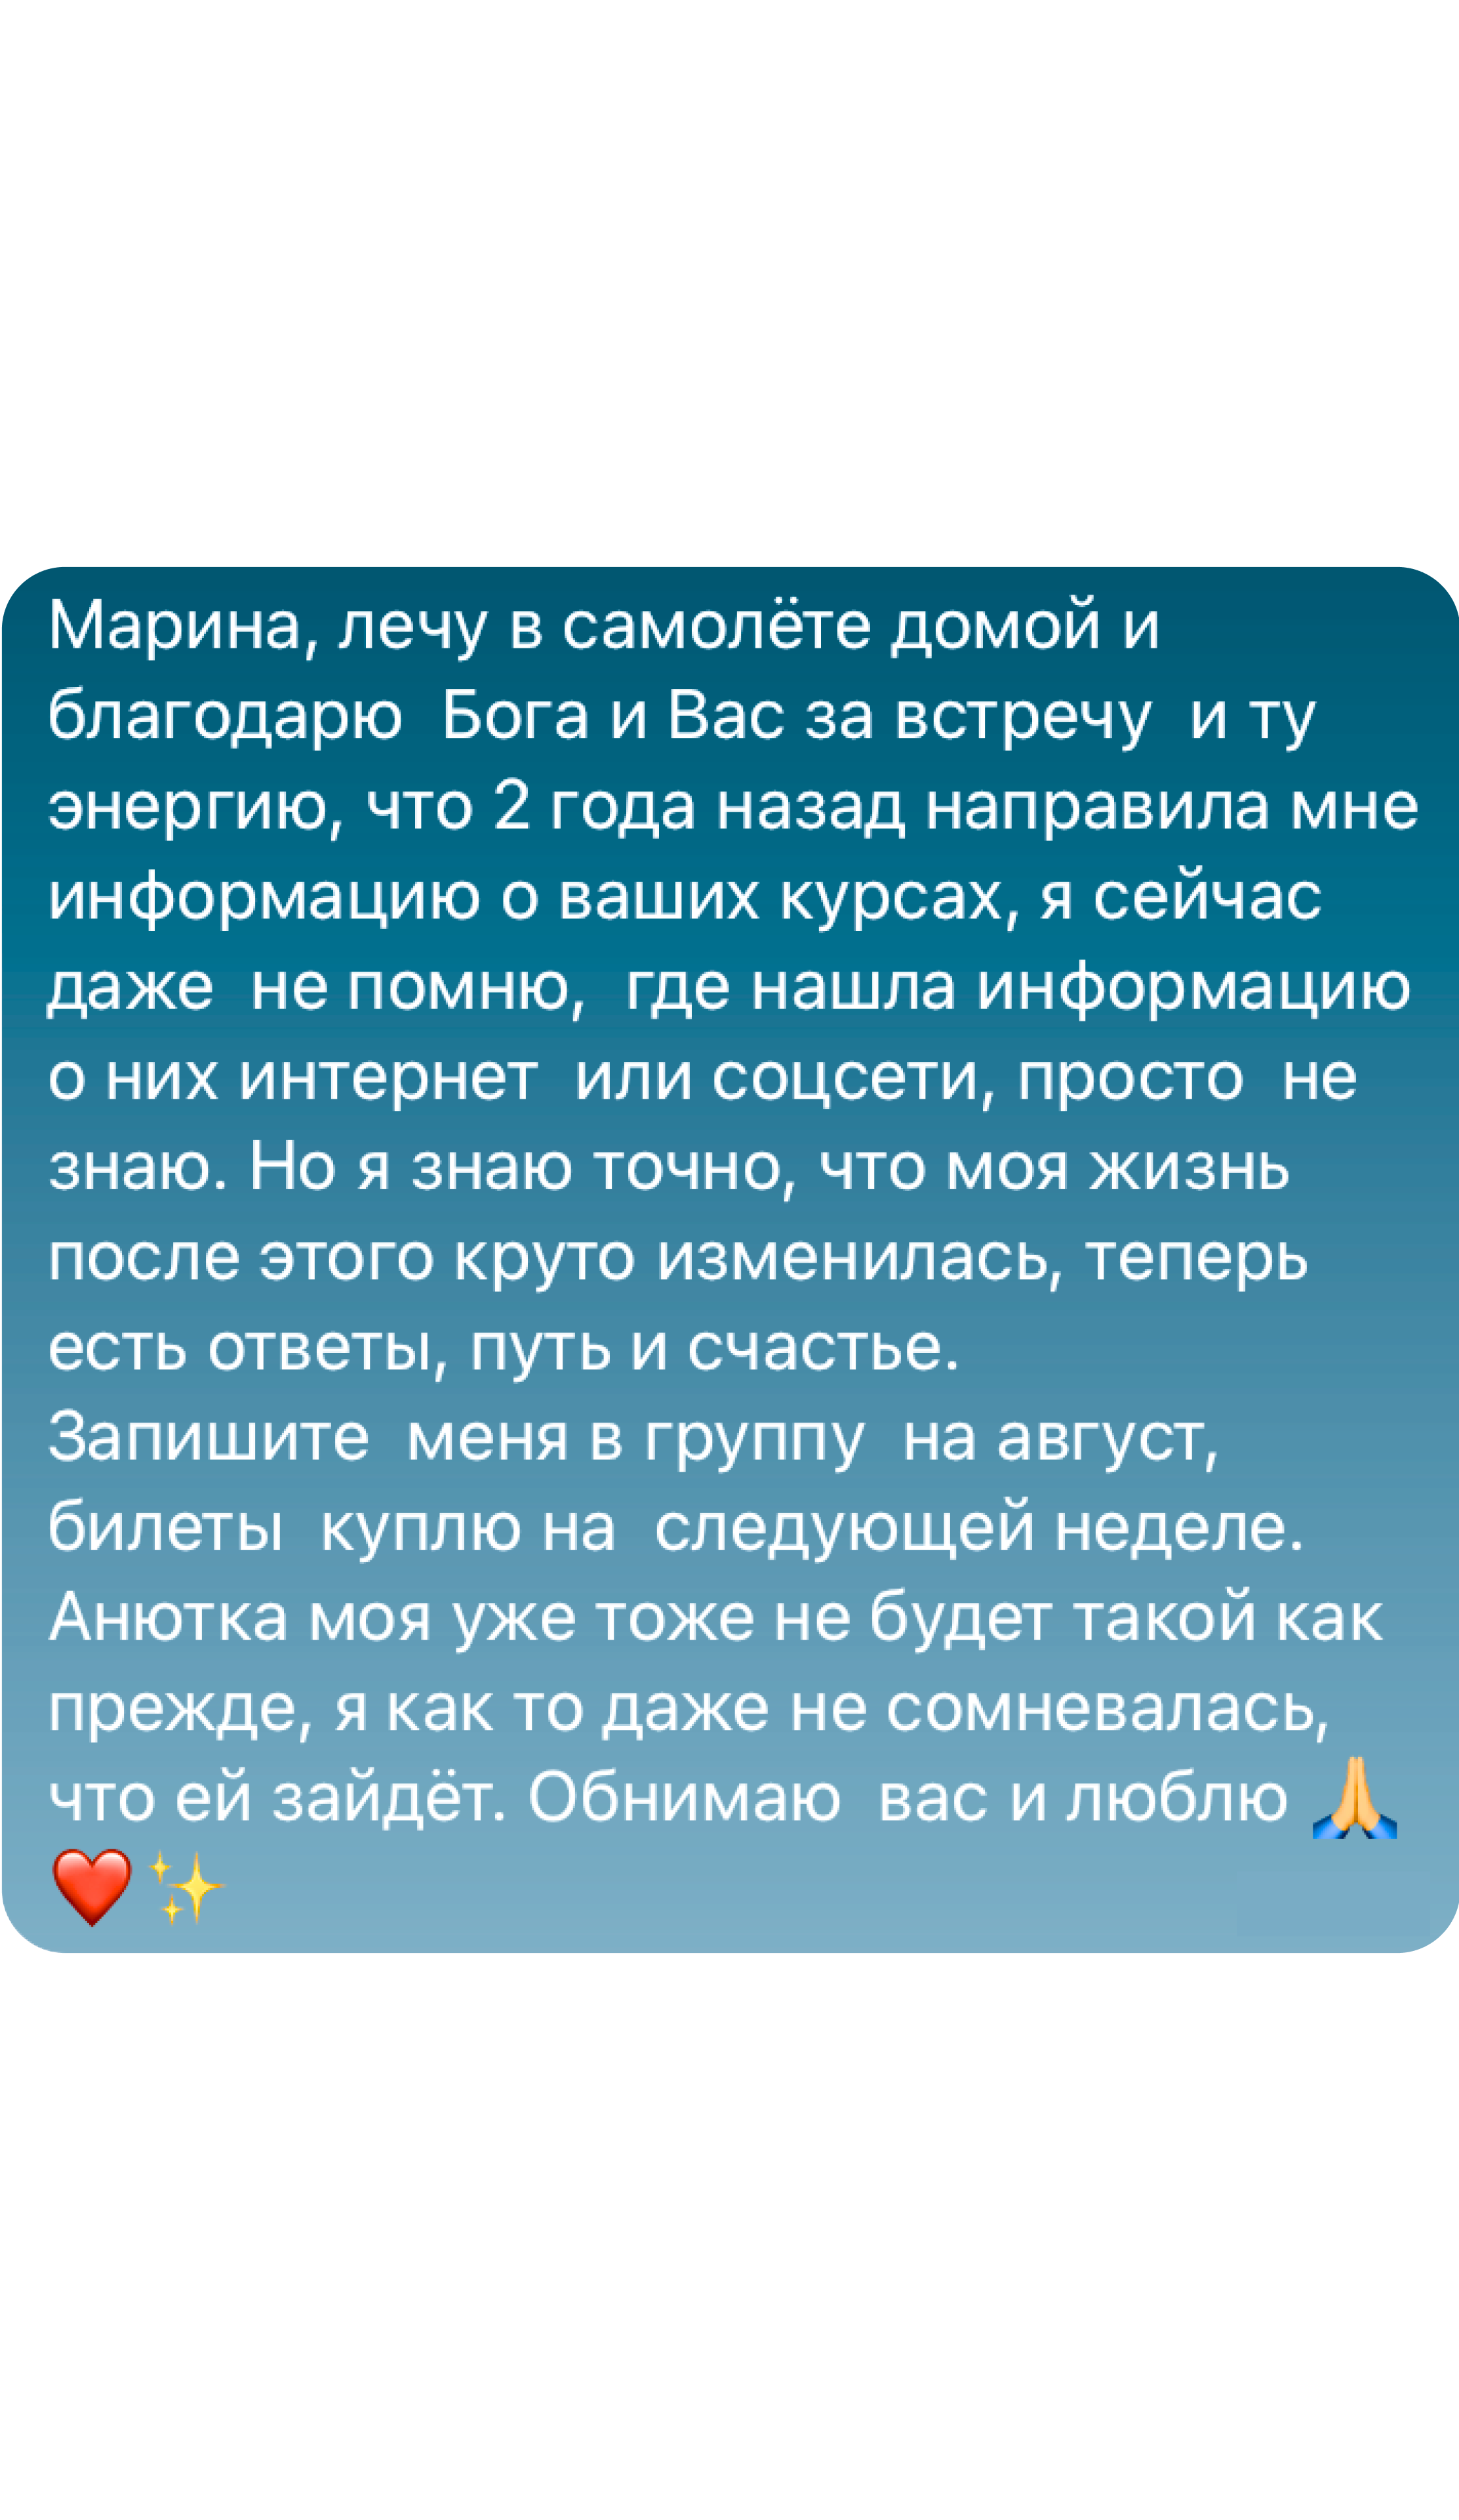 Марина, лечу в самолёте домой и
благодарю  Бога и Вас за встречу  и ту
энергию, что 2 года назад направила мне
информацию о ваших курсах, я сейчас
даже  не помню,  где нашла информацию
о них интернет  или соцсети, просто  не
знаю. Но я знаю точно, что моя жизнь
после этого круто изменилась, теперь
есть ответы, путь и счастье.
Запишите  меня в группу  на август,
билеты  куплю на  следующей неделе.
Анютка моя уже тоже не будет такой как
прежде, я как то даже не сомневалась,
что ей зайдёт. Обнимаю  вас и люблю 🙏
❤️✨